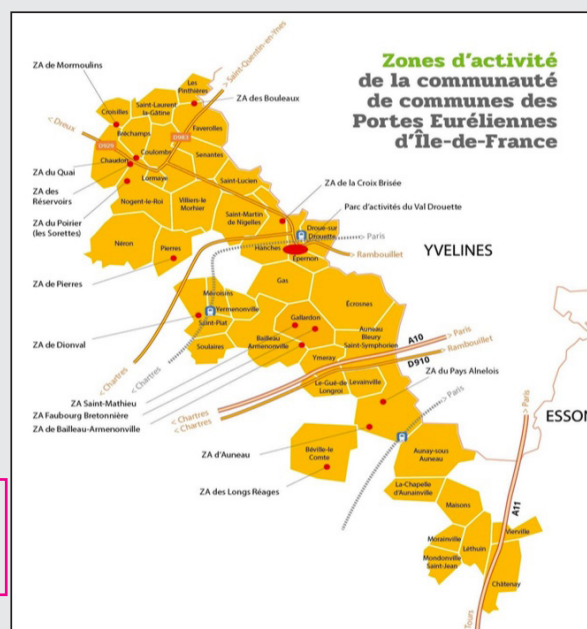 Zones d'activité
de la communauté
de communes des
Portes Euréliennes
d'Île-de-France
ZA de Mormoulins
> Saint-Quentin-en-Yvelines
Les
Pinthières
ZA des Bouleaux
Croisilles
Saint-Laurent
la-Gâtine
< Dreux
Bréchamps
D983
Faverolles
D929
Coulombs
Senantes
Chaudon
ZA du Quai
Lormaye
Saint-Lucien
ZA de la Croix Brisée
ZA des
Réservoirs
Nogent-le-Roi
Villiers-le
Morhier
Parc d'activités du Val Drouette
ZA du Poirier
(les Sorettes)
Saint-Martin
de Nigelles
Droue-sur
Drouette
> Paris
YVELINES
Néron
Pierres
Hanches
Épernon
> Rambouillet
ZA de Pierres
Gas
Mévoisins
Écrosnes
Yermenonville
Gallardon
ZA de Dionval
Saint-Piat
Auneau
Bleury
Saint-Symphorien
Bailleau
Armenonville
A10
> Paris
Soulaires
Ymeray
> Rambouillet
D910
< Chartres
< Chartres
ZA du Pays Alnelois
Le-Gué-de
Longroi
Levainville
ZA Saint-Mathieu
> Paris
> Paris
ZA Faubourg Bretonnière
< Chartres
< Chartres
ESSON
ZA de Bailleau-Armenonville
ZA d'Auneau
Béville-le
Comte
Aunay-sous
Auneau
ZA des Longs Réages
La-Chapelle
d'Aunainville
Maisons
A11
Vierville
Morainville
Léthuin
Mondonville
Saint-Jean
Châtenay
Tours